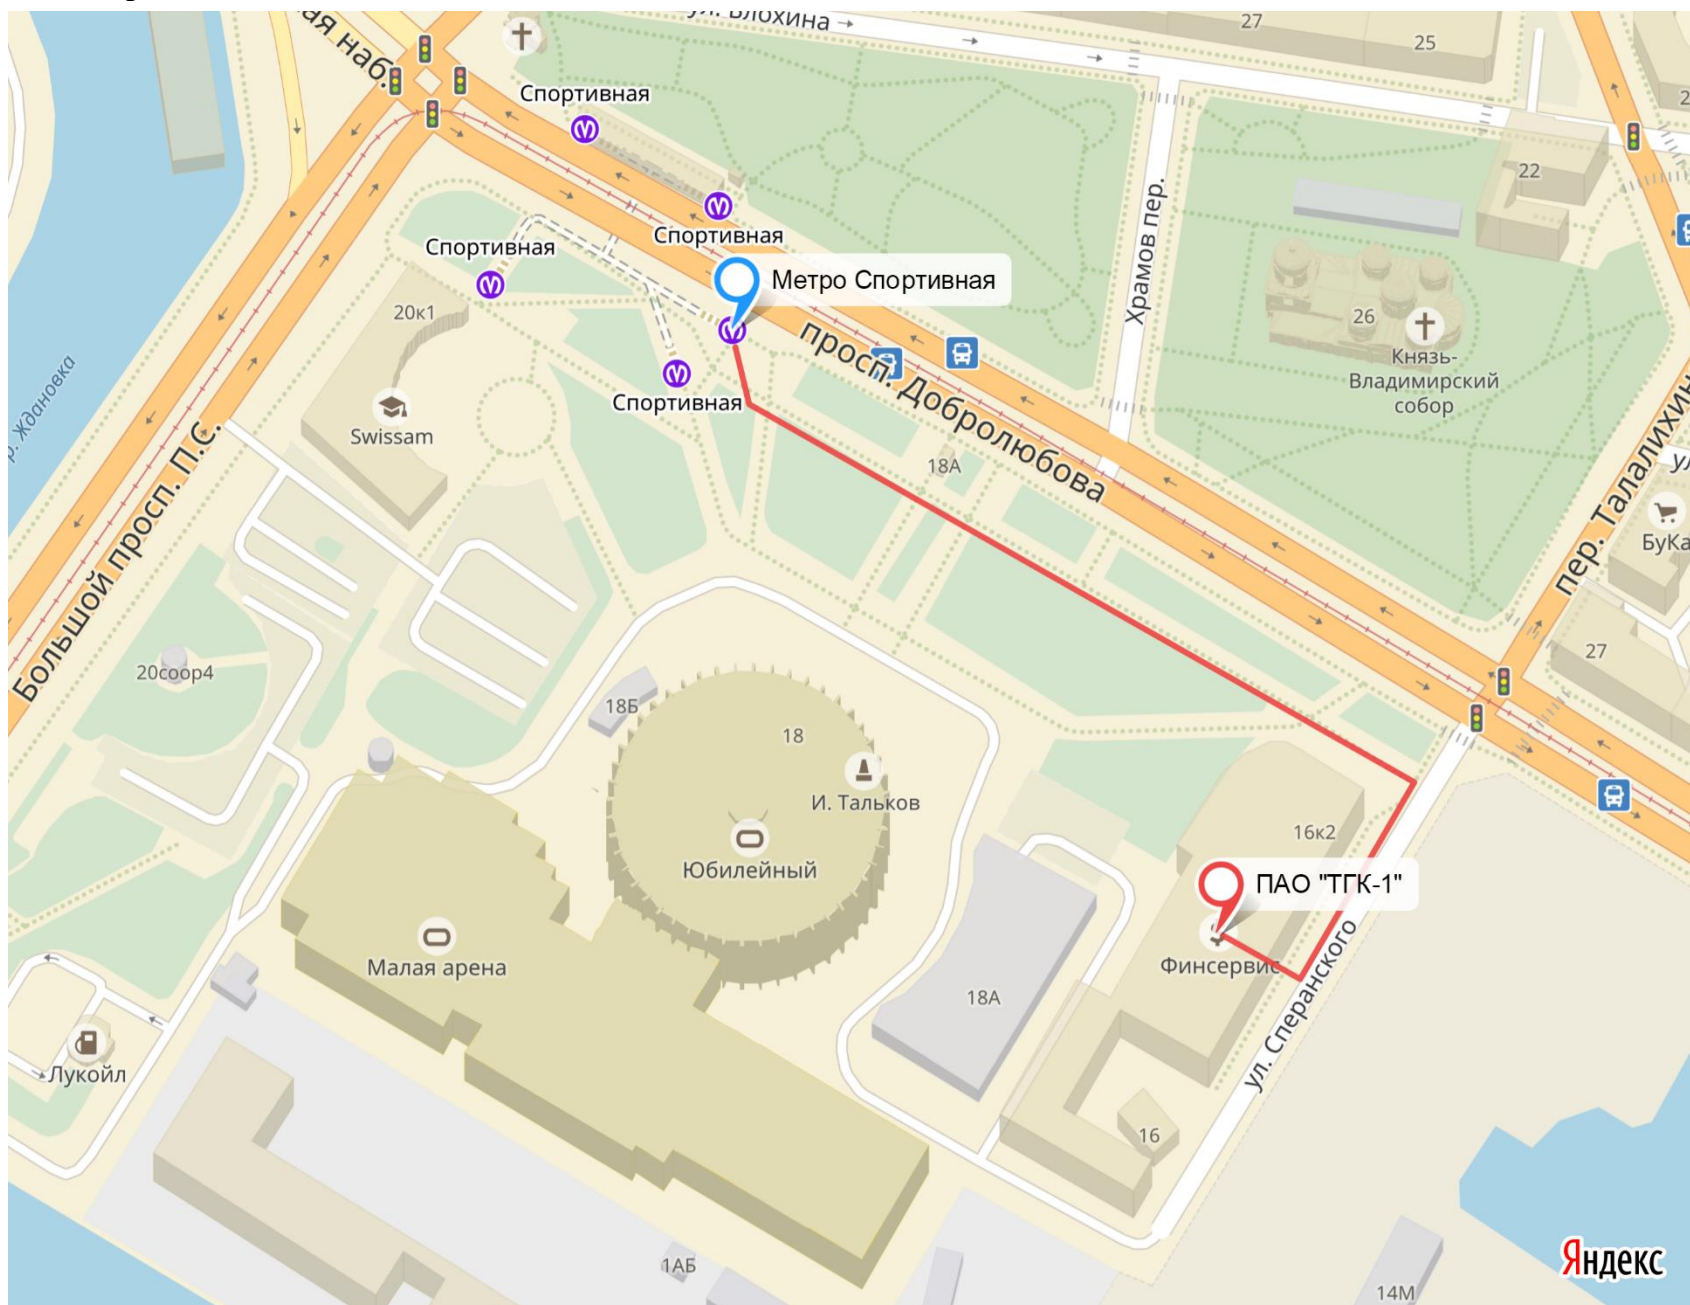 ул. Блохина
27
25
наб.
Спортивная
Спортивная
Спортивная
Метро Спортивная
Спортивная
20к1
Swissam
р. Ждановка
Большой просп. П.С.
просп. Добролюбова
Храмов пер.
22
26
Князь-
Владимирский
собор
пер. Талалихина
18А
27
20соор4
18Б
18
И. Тальков
Юбилейный
Малая арена
16к2
ПАО "ТГК-1"
Финсервис
ул. Сперанского
18А
16
Лукойл
1АБ
14М
Яндекс